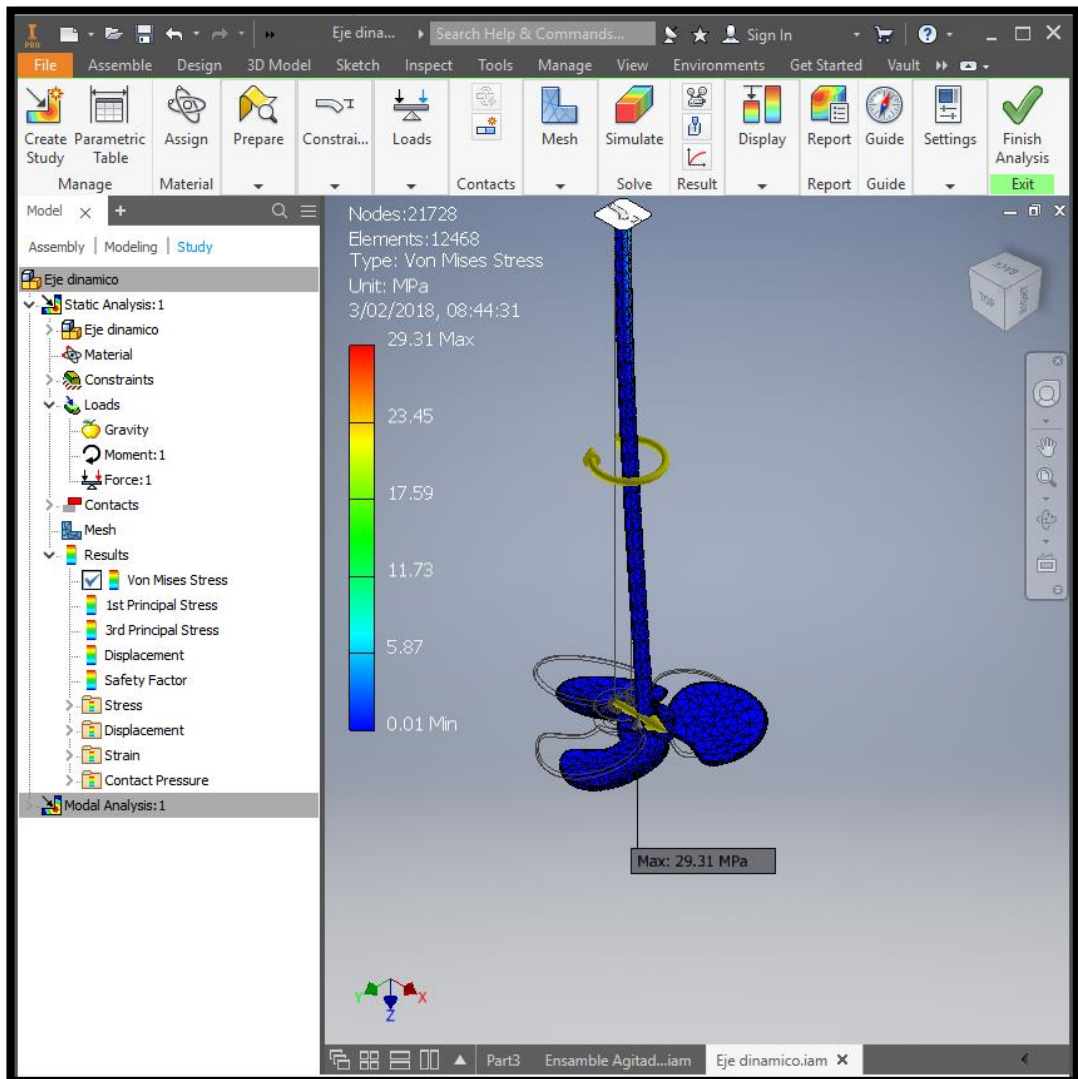 I PRO
Eje dina...
Search Help & Commands...
Sign In
File Assemble Design 3D Model Sketch Inspect Tools Manage View Environments Get Started Vault
Create Study Parametric Table Assign Prepare Constrai... Loads Mesh Simulate Display Report Guide Settings Finish Analysis
Manage Material Contacts Solve Result Report Guide Exit
Model
Assembly | Modeling | Study
Eje dinamico
Static Analysis:1
Eje dinamico
Material
Constraints
Loads
Gravity
Moment:1
Force:1
Contacts
Mesh
Results
Von Mises Stress
1st Principal Stress
3rd Principal Stress
Displacement
Safety Factor
Stress
Displacement
Strain
Contact Pressure
Modal Analysis:1
Nodes:21728
Elements:12468
Type: Von Mises Stress
Unit: MPa
3/02/2018, 08:44:31
29.31 Max
23.45
17.59
11.73
5.87
0.01 Min
BACK
TOP
RIGHT
Max: 29.31 MPa
Y X
Z
Part3 Ensamble Agitad...iam Eje dinamico.iam